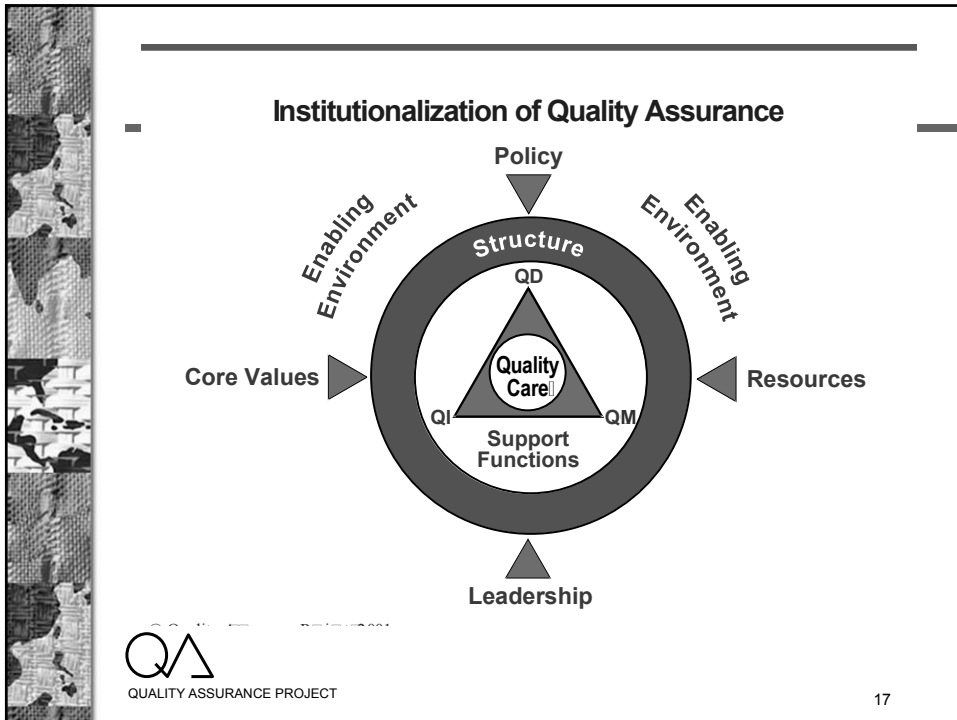 Institutionalization of Quality Assurance
Policy
Enabling
Environment
Enabling
Environment
Structure
QD
Core Values
Quality
Care
Resources
QI
QM
Support
Functions
Leadership
QA
QUALITY ASSURANCE PROJECT
17